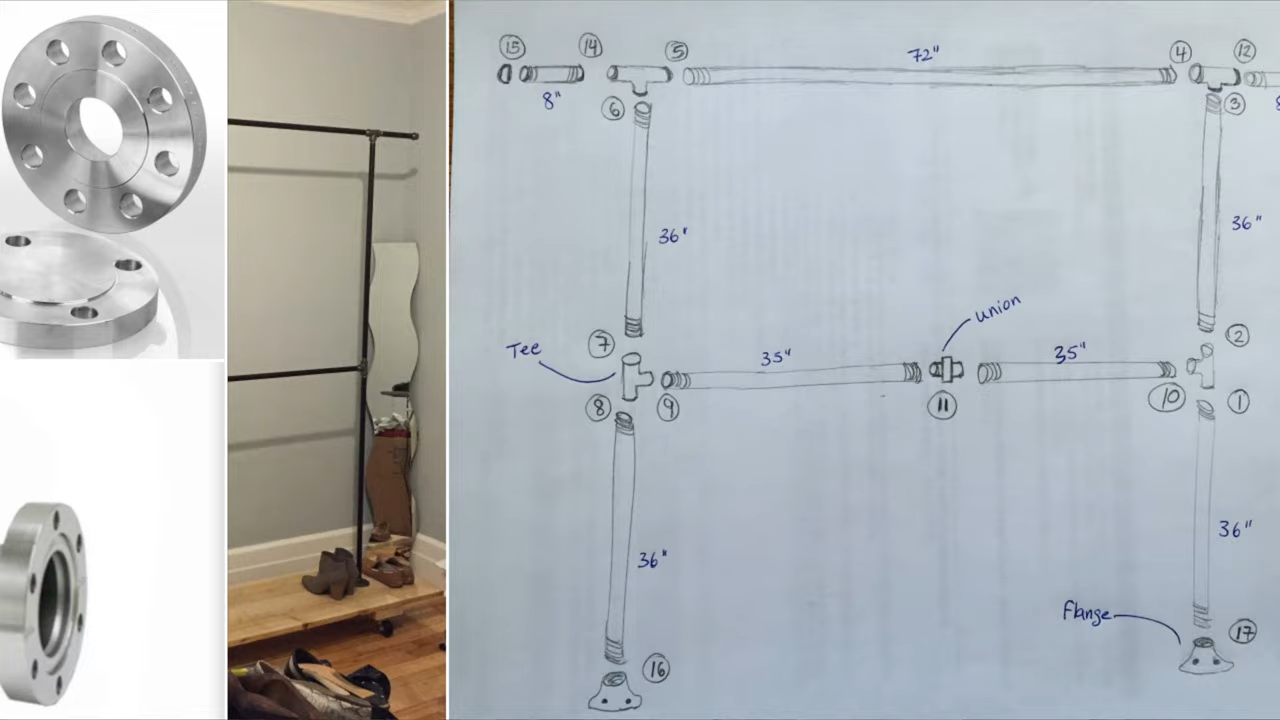 15 14 5 72" 4 12
8" 6 3 8
36" 36"
union
7 2
Tee 35" 35"
8 9 11 10 1
36" 36"
Flange
16 17